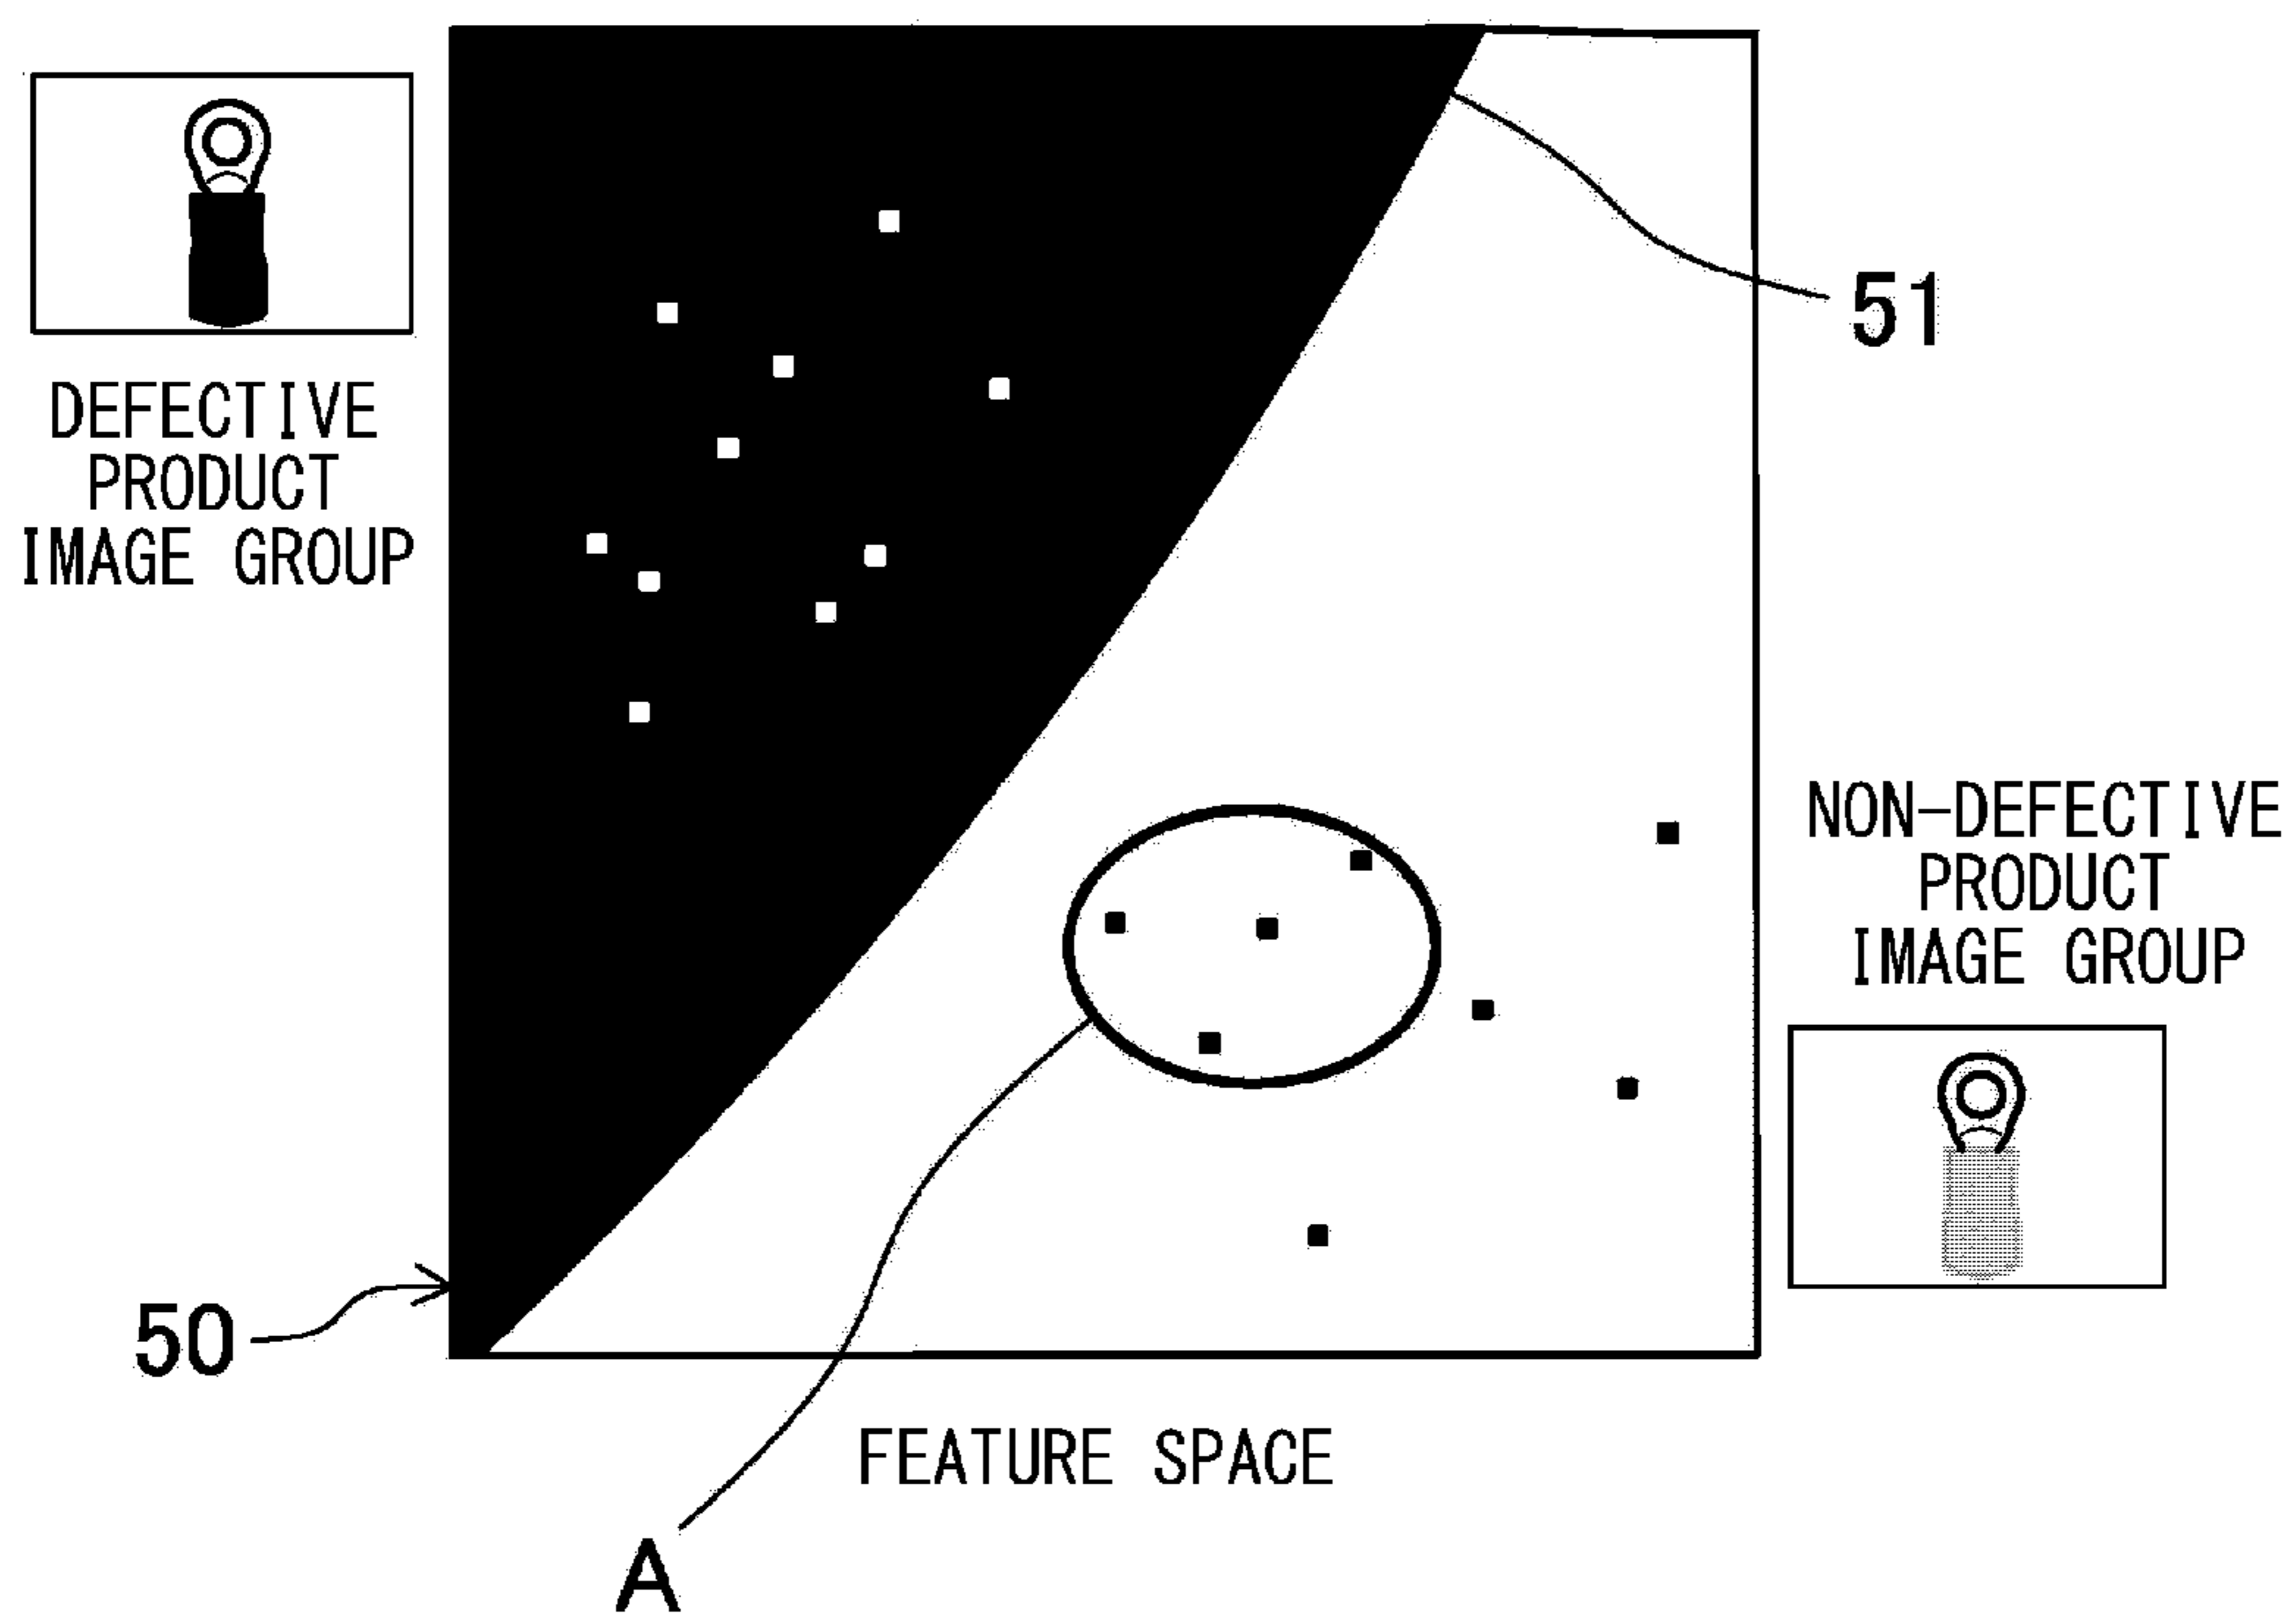 DEFECTIVE
PRODUCT
IMAGE GROUP
51
NON-DEFECTIVE
PRODUCT
IMAGE GROUP
50
FEATURE SPACE
A